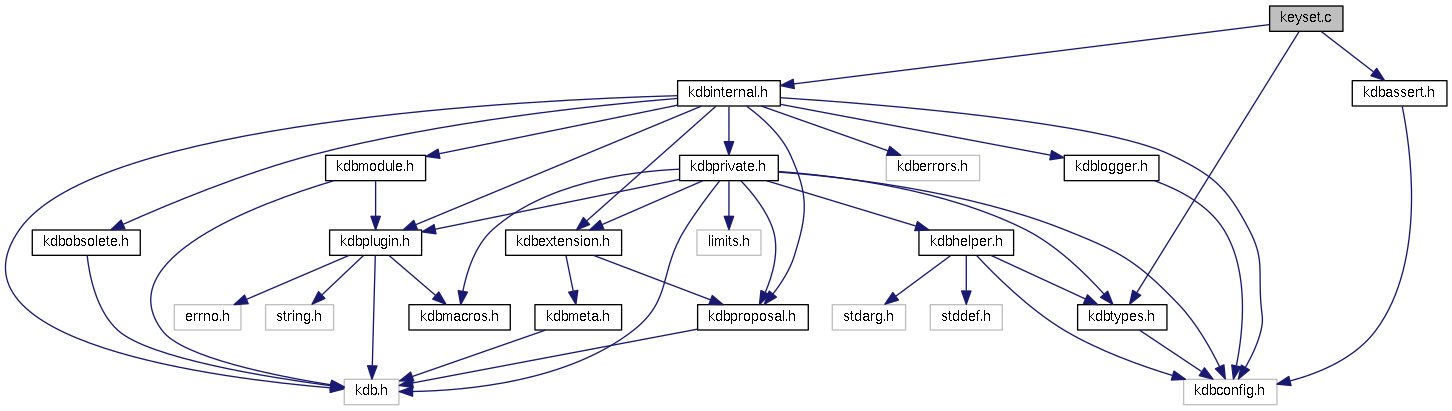 keyset.c
kdbinternal.h
kdbassert.h
kdbmodule.h
kdbprivate.h
kdberrors.h
kdblogger.h
kdbobsolete.h
kdbplugin.h
kdbextension.h
limits.h
kdbhelper.h
errno.h
string.h
kdbmacros.h
kdbmeta.h
kdbproposal.h
stdarg.h
stddef.h
kdbtypes.h
kdb.h
kdbconfig.h